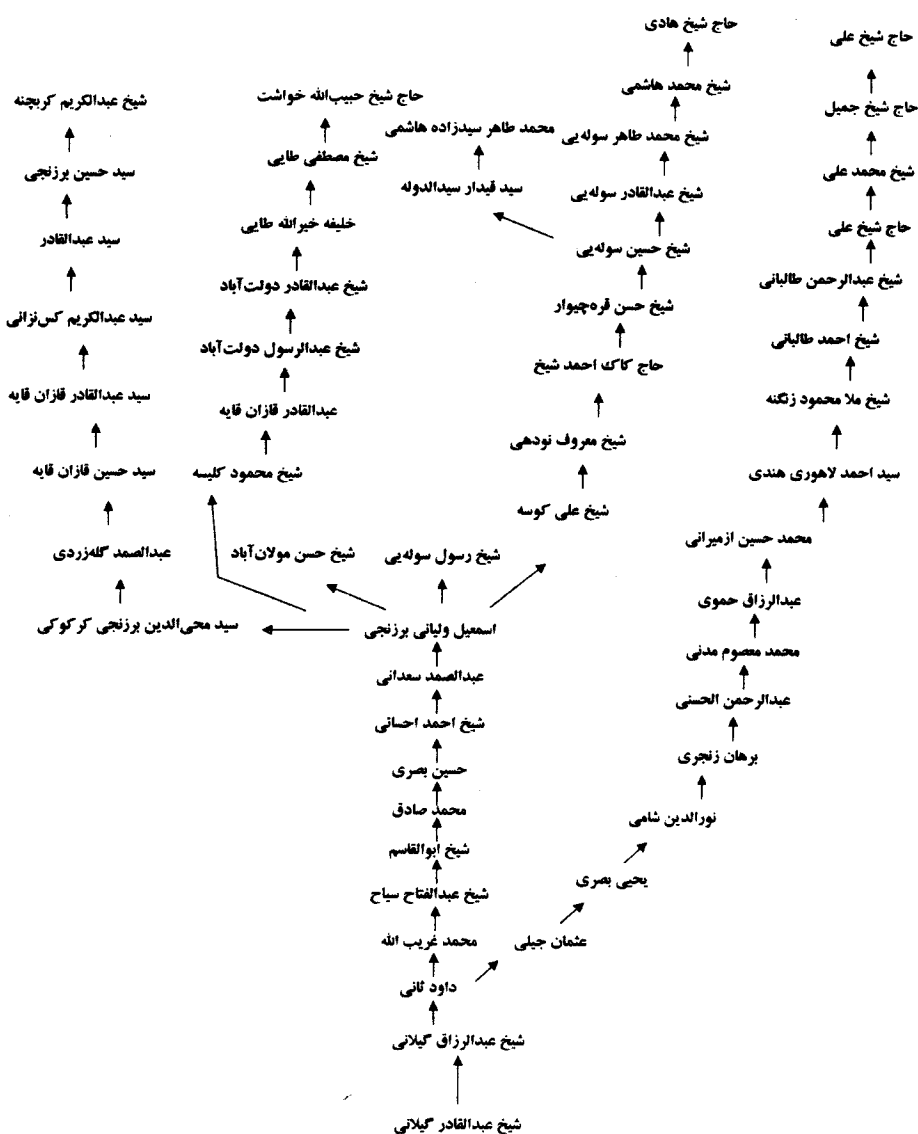 حاج شیخ هادی
حاج شیخ علی
شیخ محمد هاشمی
حاج شیخ حبیب‌الله خواشت
شیخ عبدالکریم کربچنه
حاج شیخ جمیل
محمد طاهر سیدزاده هاشمی
شیخ محمد طاهر سوله‌یی
شیخ مصطفی طایی
سید حسین برزنجی
شیخ محمد علی
سید قیدار سیدالدوله
شیخ عبدالقادر سوله‌یی
خلیفه خیرالله طایی
حاج شیخ علی
سید عبدالقادر
شیخ حسین سوله‌یی
شیخ عبدالرحمن طالبانی
شیخ عبدالقادر دولت‌آباد
شیخ حسن قره‌چیوار
سید عبدالکریم کس‌نزانی
شیخ احمد طالبانی
شیخ عبدالرسول دولت‌آباد
حاج کاک احمد شیخ
سید عبدالقادر قازان قایه
شیخ ملا محمود زنگنه
عبدالقادر قازان قایه
شیخ معروف نودهی
سید حسین قازان قایه
شیخ محمود کلیسه
سید احمد لاهوری هندی
شیخ علی کوسه
محمد حسین ازمیرانی
عبدالصمد گله‌زردی
شیخ حسن مولان‌آباد
شیخ رسول سوله‌یی
عبدالرزاق حموی
سید محی‌الدین برزنجی کرکوکی
اسمعیل ولیانی برزنجی
محمد معصوم مدنی
عبدالصمد سعدانی
عبدالرحمن الحسنی
شیخ احمد احسانی
برهان زنجری
حسین بصری
محمد صادق
نورالدین شامی
شیخ ابوالقاسم
یحیی بصری
شیخ عبدالفتاح سیاح
محمد غریب الله
عثمان جیلی
داود ثانی
شیخ عبدالرزاق گیلانی
شیخ عبدالقادر گیلانی